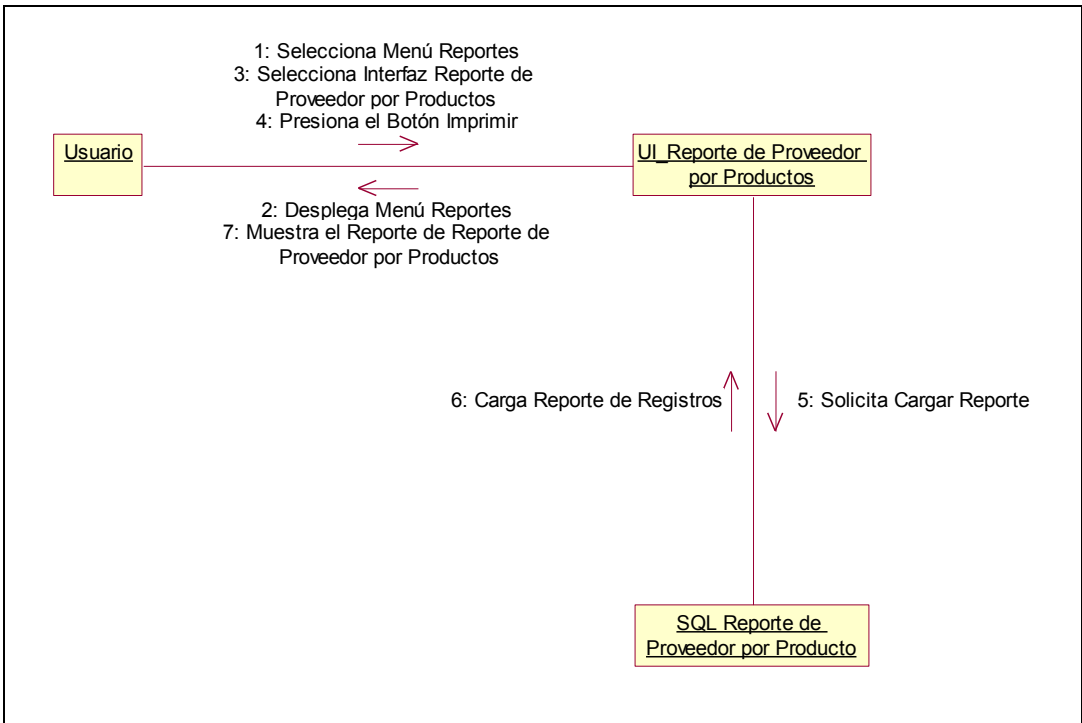 1: Selecciona Menú Reportes
3: Selecciona Interfaz Reporte de
Proveedor por Productos
4: Presiona el Botón Imprimir
Usuario
UI_Reporte de Proveedor
por Productos
2: Desplega Menú Reportes
7: Muestra el Reporte de Reporte de
Proveedor por Productos
6: Carga Reporte de Registros
5: Solicita Cargar Reporte
SQL Reporte de
Proveedor por Producto